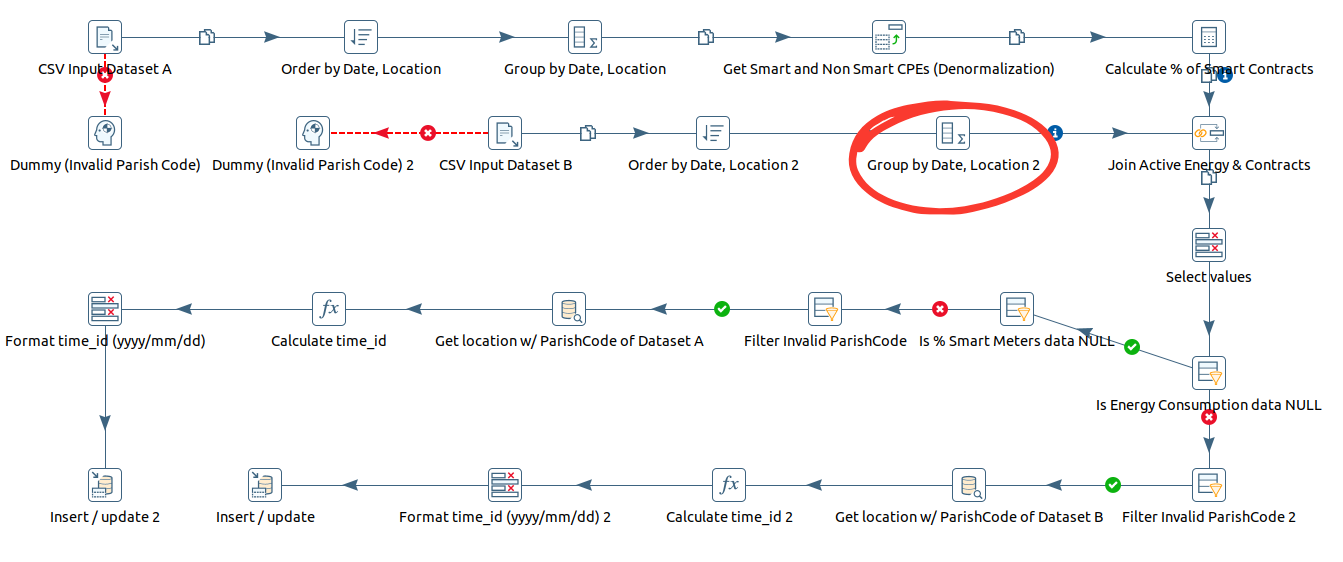 CSV Input Dataset A
Order by Date, Location
Group by Date, Location
Get Smart and Non Smart CPEs (Denormalization)
Calculate % of Smart Contracts
Dummy (Invalid Parish Code)
Dummy (Invalid Parish Code) 2
CSV Input Dataset B
Order by Date, Location 2
Group by Date, Location 2
Join Active Energy & Contracts
Select values
Format time_id (yyyy/mm/dd)
Calculate time_id
Get location w/ ParishCode of Dataset A
Filter Invalid ParishCode
Is % Smart Meters data NULL
Is Energy Consumption data NULL
Insert / update 2
Insert / update
Format time_id (yyyy/mm/dd) 2
Calculate time_id 2
Get location w/ ParishCode of Dataset B
Filter Invalid ParishCode 2